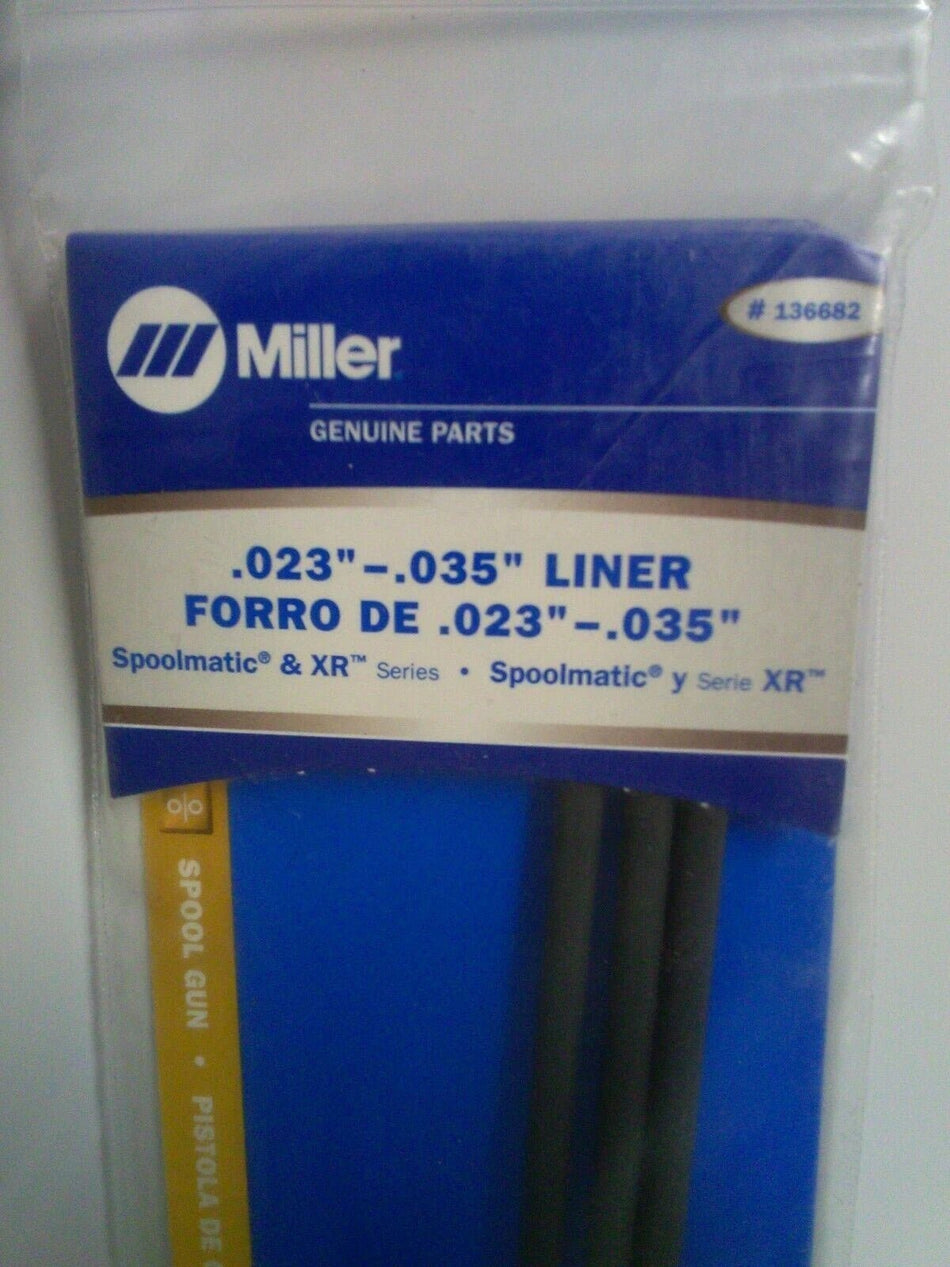 Miller
# 136682
GENUINE PARTS
.023"–.035" LINER
FORRO DE .023"–.035"
Spoolmatic® & XR™ Series • Spoolmatic® y Serie XR™
SPOOL GUN • PISTOLA DE